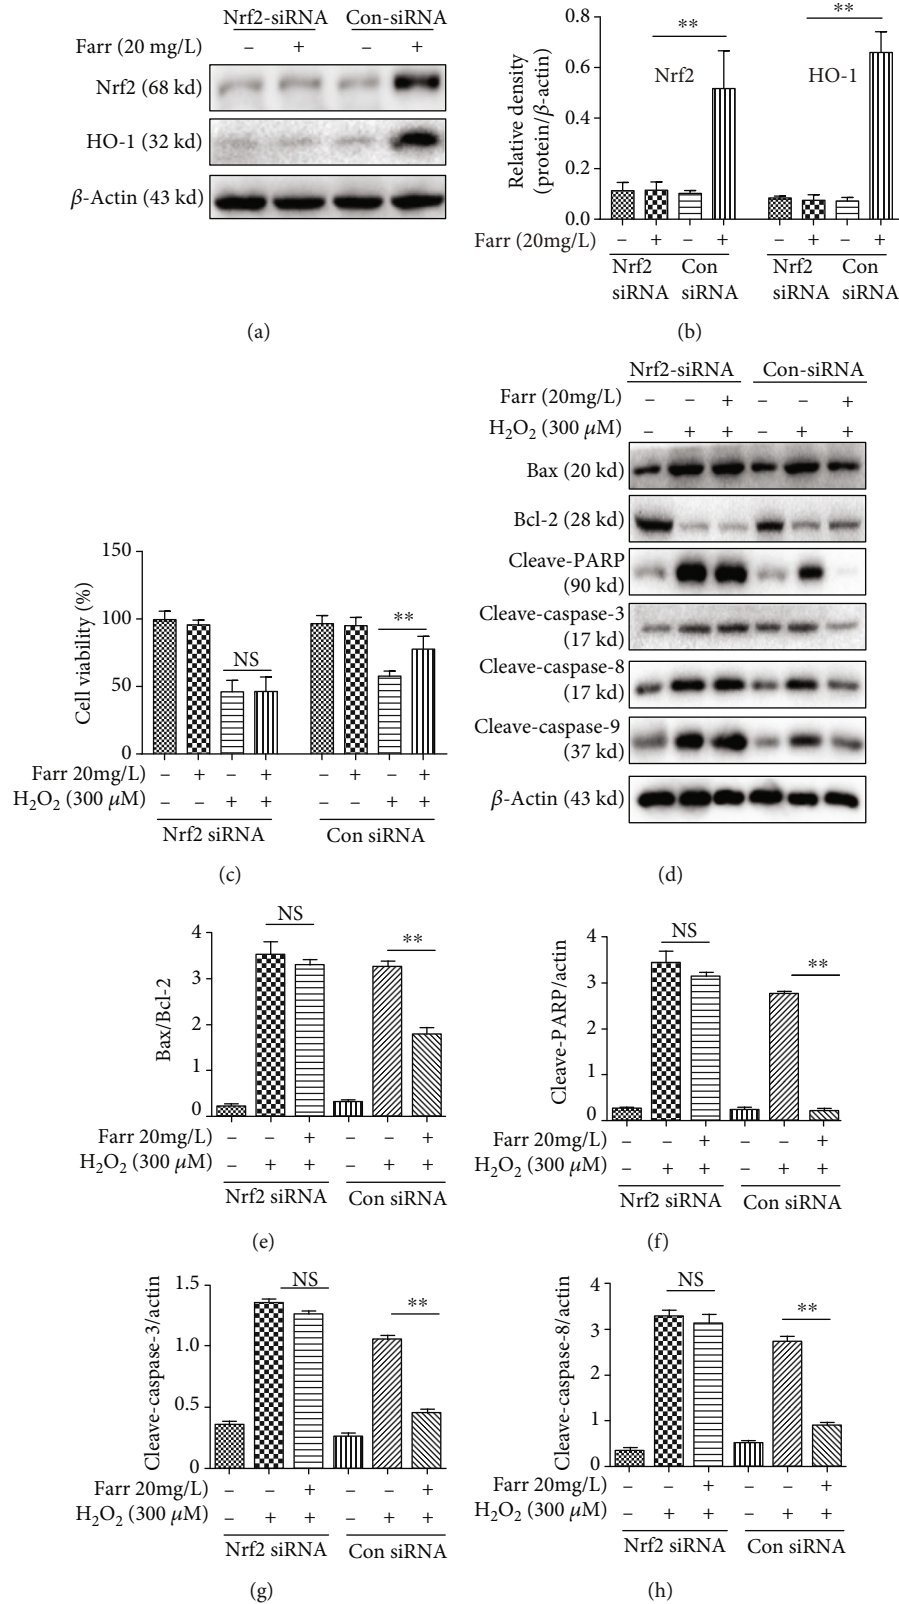 Nrf2-siRNA Con-siRNA
Farr (20 mg/L) – + – +
Nrf2 (68 kd)
HO-1 (32 kd)
β-Actin (43 kd)
(a)
** **
0.8
0.6
0.4
0.2
0.0
Relative density
(protein/β-actin)
Nrf2 HO-1
Farr (20mg/L) – + – + – + – +
Nrf2 Con Nrf2 Con
siRNA siRNA siRNA siRNA
(b)
150
100
50
0
Cell viability (%)
NS **
Farr 20mg/L) – + – + – + – +
H₂O₂ (300 μM) – – + + – – + +
Nrf2 siRNA Con siRNA
(c)
Nrf2-siRNA Con-siRNA
Farr (20mg/L) – – + – – +
H₂O₂ (300 μM) – + + – + +
Bax (20 kd)
Bcl-2 (28 kd)
Cleave-PARP
(90 kd)
Cleave-caspase-3
(17 kd)
Cleave-caspase-8
(17 kd)
Cleave-caspase-9
(37 kd)
β-Actin (43 kd)
(d)
4
3
2
1
0
Bax/Bcl-2
NS **
Farr 20mg/L) – – + – – +
H₂O₂ (300 μM) – + + – + +
Nrf2 siRNA Con siRNA
(e)
4
3
2
1
0
Cleave-PARP/actin
NS **
Farr 20mg/L) – – + – – +
H₂O₂ (300 μM) – + + – + +
Nrf2 siRNA Con siRNA
(f)
1.5
1.0
0.5
0
Cleave-caspase-3/actin
NS **
Farr 20mg/L) – – + – – +
H₂O₂ (300 μM) – + + – + +
Nrf2 siRNA Con siRNA
(g)
4
3
2
1
0
Cleave-caspase-8/actin
NS **
Farr 20mg/L) – – + – – +
H₂O₂ (300 μM) – + + – + +
Nrf2 siRNA Con siRNA
(h)